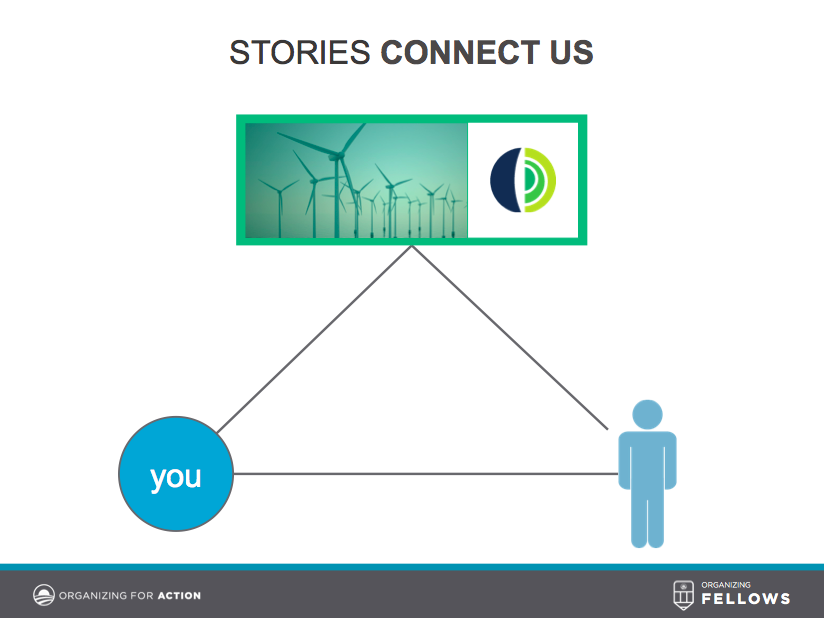 STORIES CONNECT US
you
ORGANIZING FOR ACTION
ORGANIZING
FELLOWS